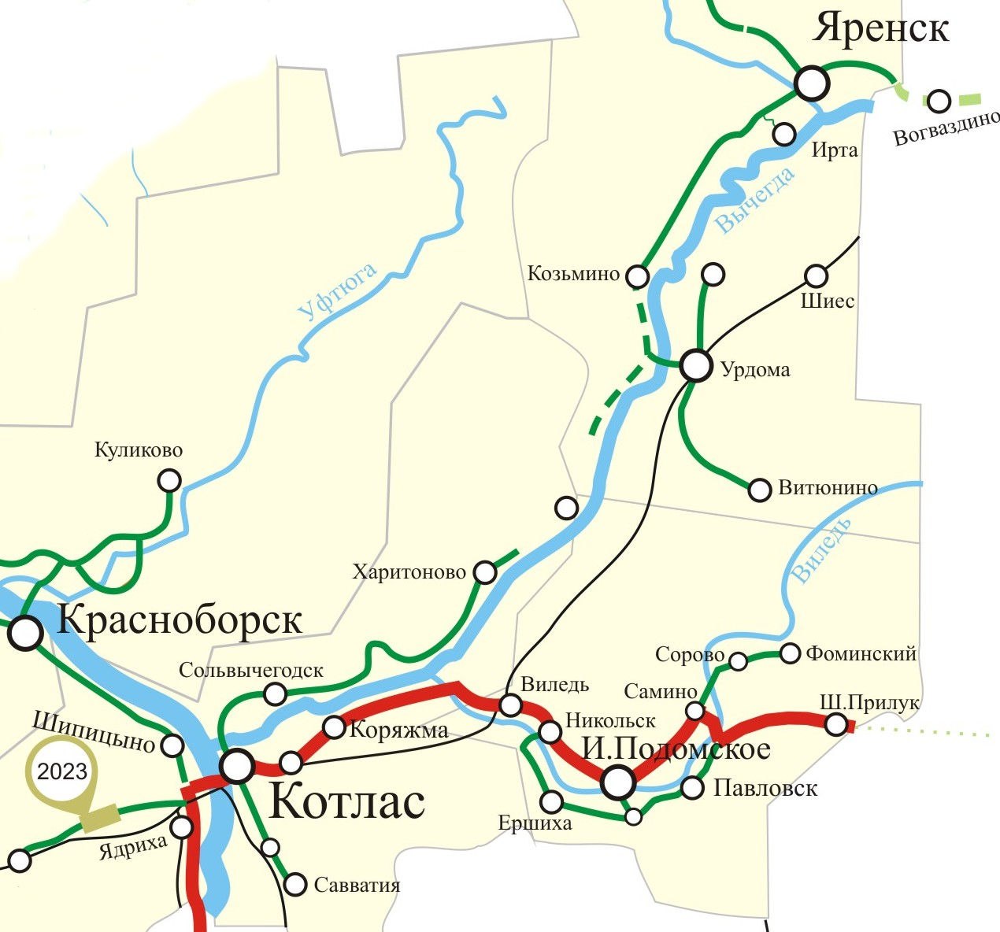 Яренск
Вогваздино
Ирта
Вычегда
Козьмино
Шиес
Уфтюга
Урдома
Куликово
Витюнино
Виледь
Харитоново
Красноборск
Сорово
Фоминский
Сольвычегодск
Виледь
Самино
Ш.Прилук
Шипицыно
Коряжма
Никольск
И.Подомское
2023
Котлас
Павловск
Ершиха
Ядриха
Савватия